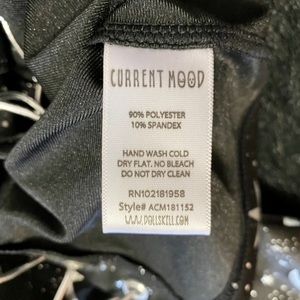 CURRENT MOOD
90% POLYESTER
10% SPANDEX
HAND WASH COLD
DRY FLAT. NO BLEACH
DO NOT DRY CLEAN
RN102181958
Style# ACM181152
WWW.DOLLSKILL.COM